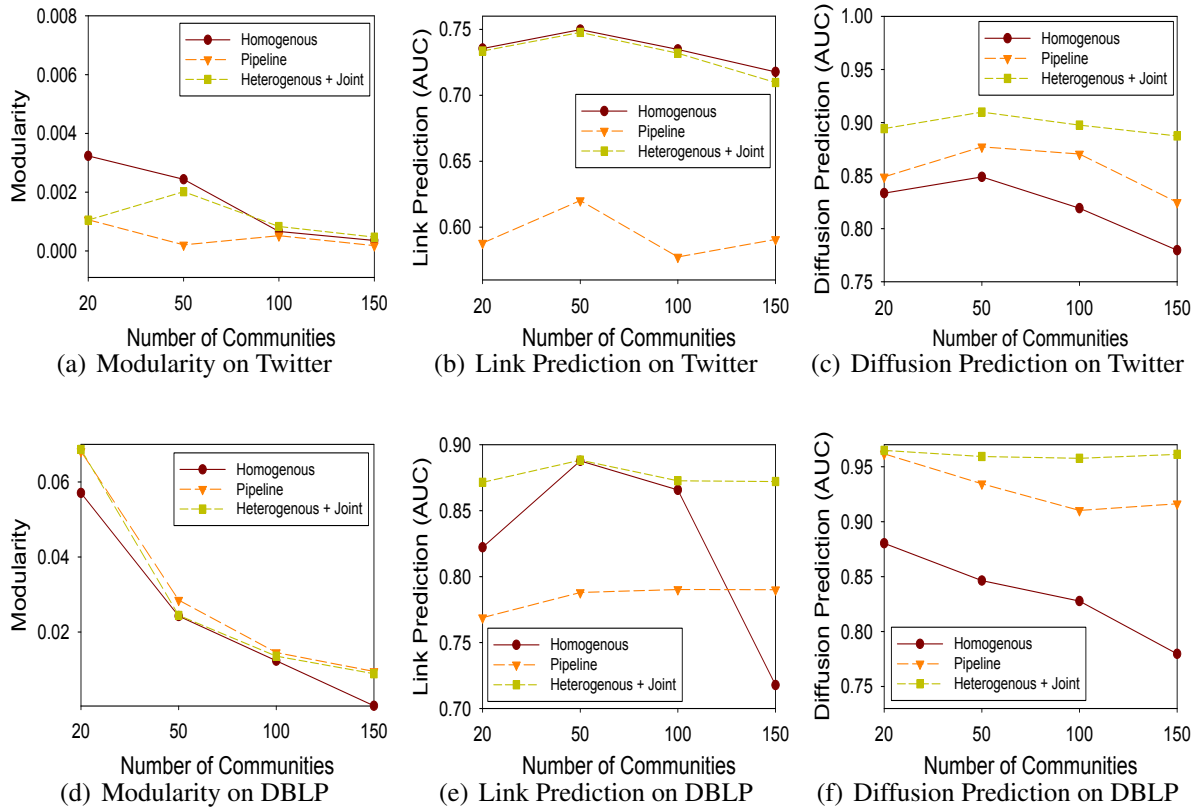 0.008
0.006
0.004
0.002
0.000
Modularity
Homogenous
Pipeline
Heterogenous + Joint
20 50 100 150
Number of Communities
(a) Modularity on Twitter
0.75
0.70
0.65
0.60
Link Prediction (AUC)
Homogenous
Pipeline
Heterogenous + Joint
20 50 100 150
Number of Communities
(b) Link Prediction on Twitter
1.00
0.95
0.90
0.85
0.80
0.75
Diffusion Prediction (AUC)
Homogenous
Pipeline
Heterogenous + Joint
20 50 100 150
Number of Communities
(c) Diffusion Prediction on Twitter
0.06
0.04
0.02
Modularity
Homogenous
Pipeline
Heterogenous + Joint
20 50 100 150
Number of Communities
(d) Modularity on DBLP
0.90
0.85
0.80
0.75
0.70
Link Prediction (AUC)
Homogenous
Pipeline
Heterogenous + Joint
20 50 100 150
Number of Communities
(e) Link Prediction on DBLP
0.95
0.90
0.85
0.80
0.75
Diffusion Prediction (AUC)
Homogenous
Pipeline
Heterogenous + Joint
20 50 100 150
Number of Communities
(f) Diffusion Prediction on DBLP